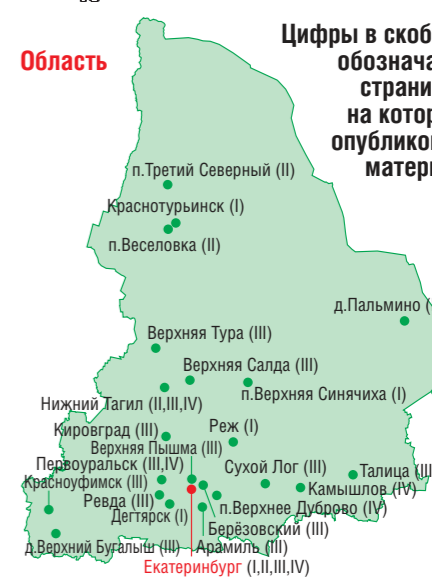 Область
Цифры в скоб
обознача
страни
на котор
опубликов
матери
п.Третий Северный (II)
Краснотурьинск (I)
п.Веселовка (II)
д.Пальмино (
Верхняя Тура (III)
Верхняя Салда (III)
п.Верхняя Синячиха (I)
Нижний Тагил (II,III,IV)
Кировград (III)
Реж (I)
Верхняя Пышма (III)
Первоуральск (III,IV)
Сухой Лог (III)
Талица (III
Красноуфимск (III)
Камышлов (IV)
Ревда (III)
п.Верхнее Дуброво (IV)
Дегтярск (I)
Берёзовский (III)
д.Верхний Бугалыш (III)
Арамиль (III)
Екатеринбург (I,II,III,IV)